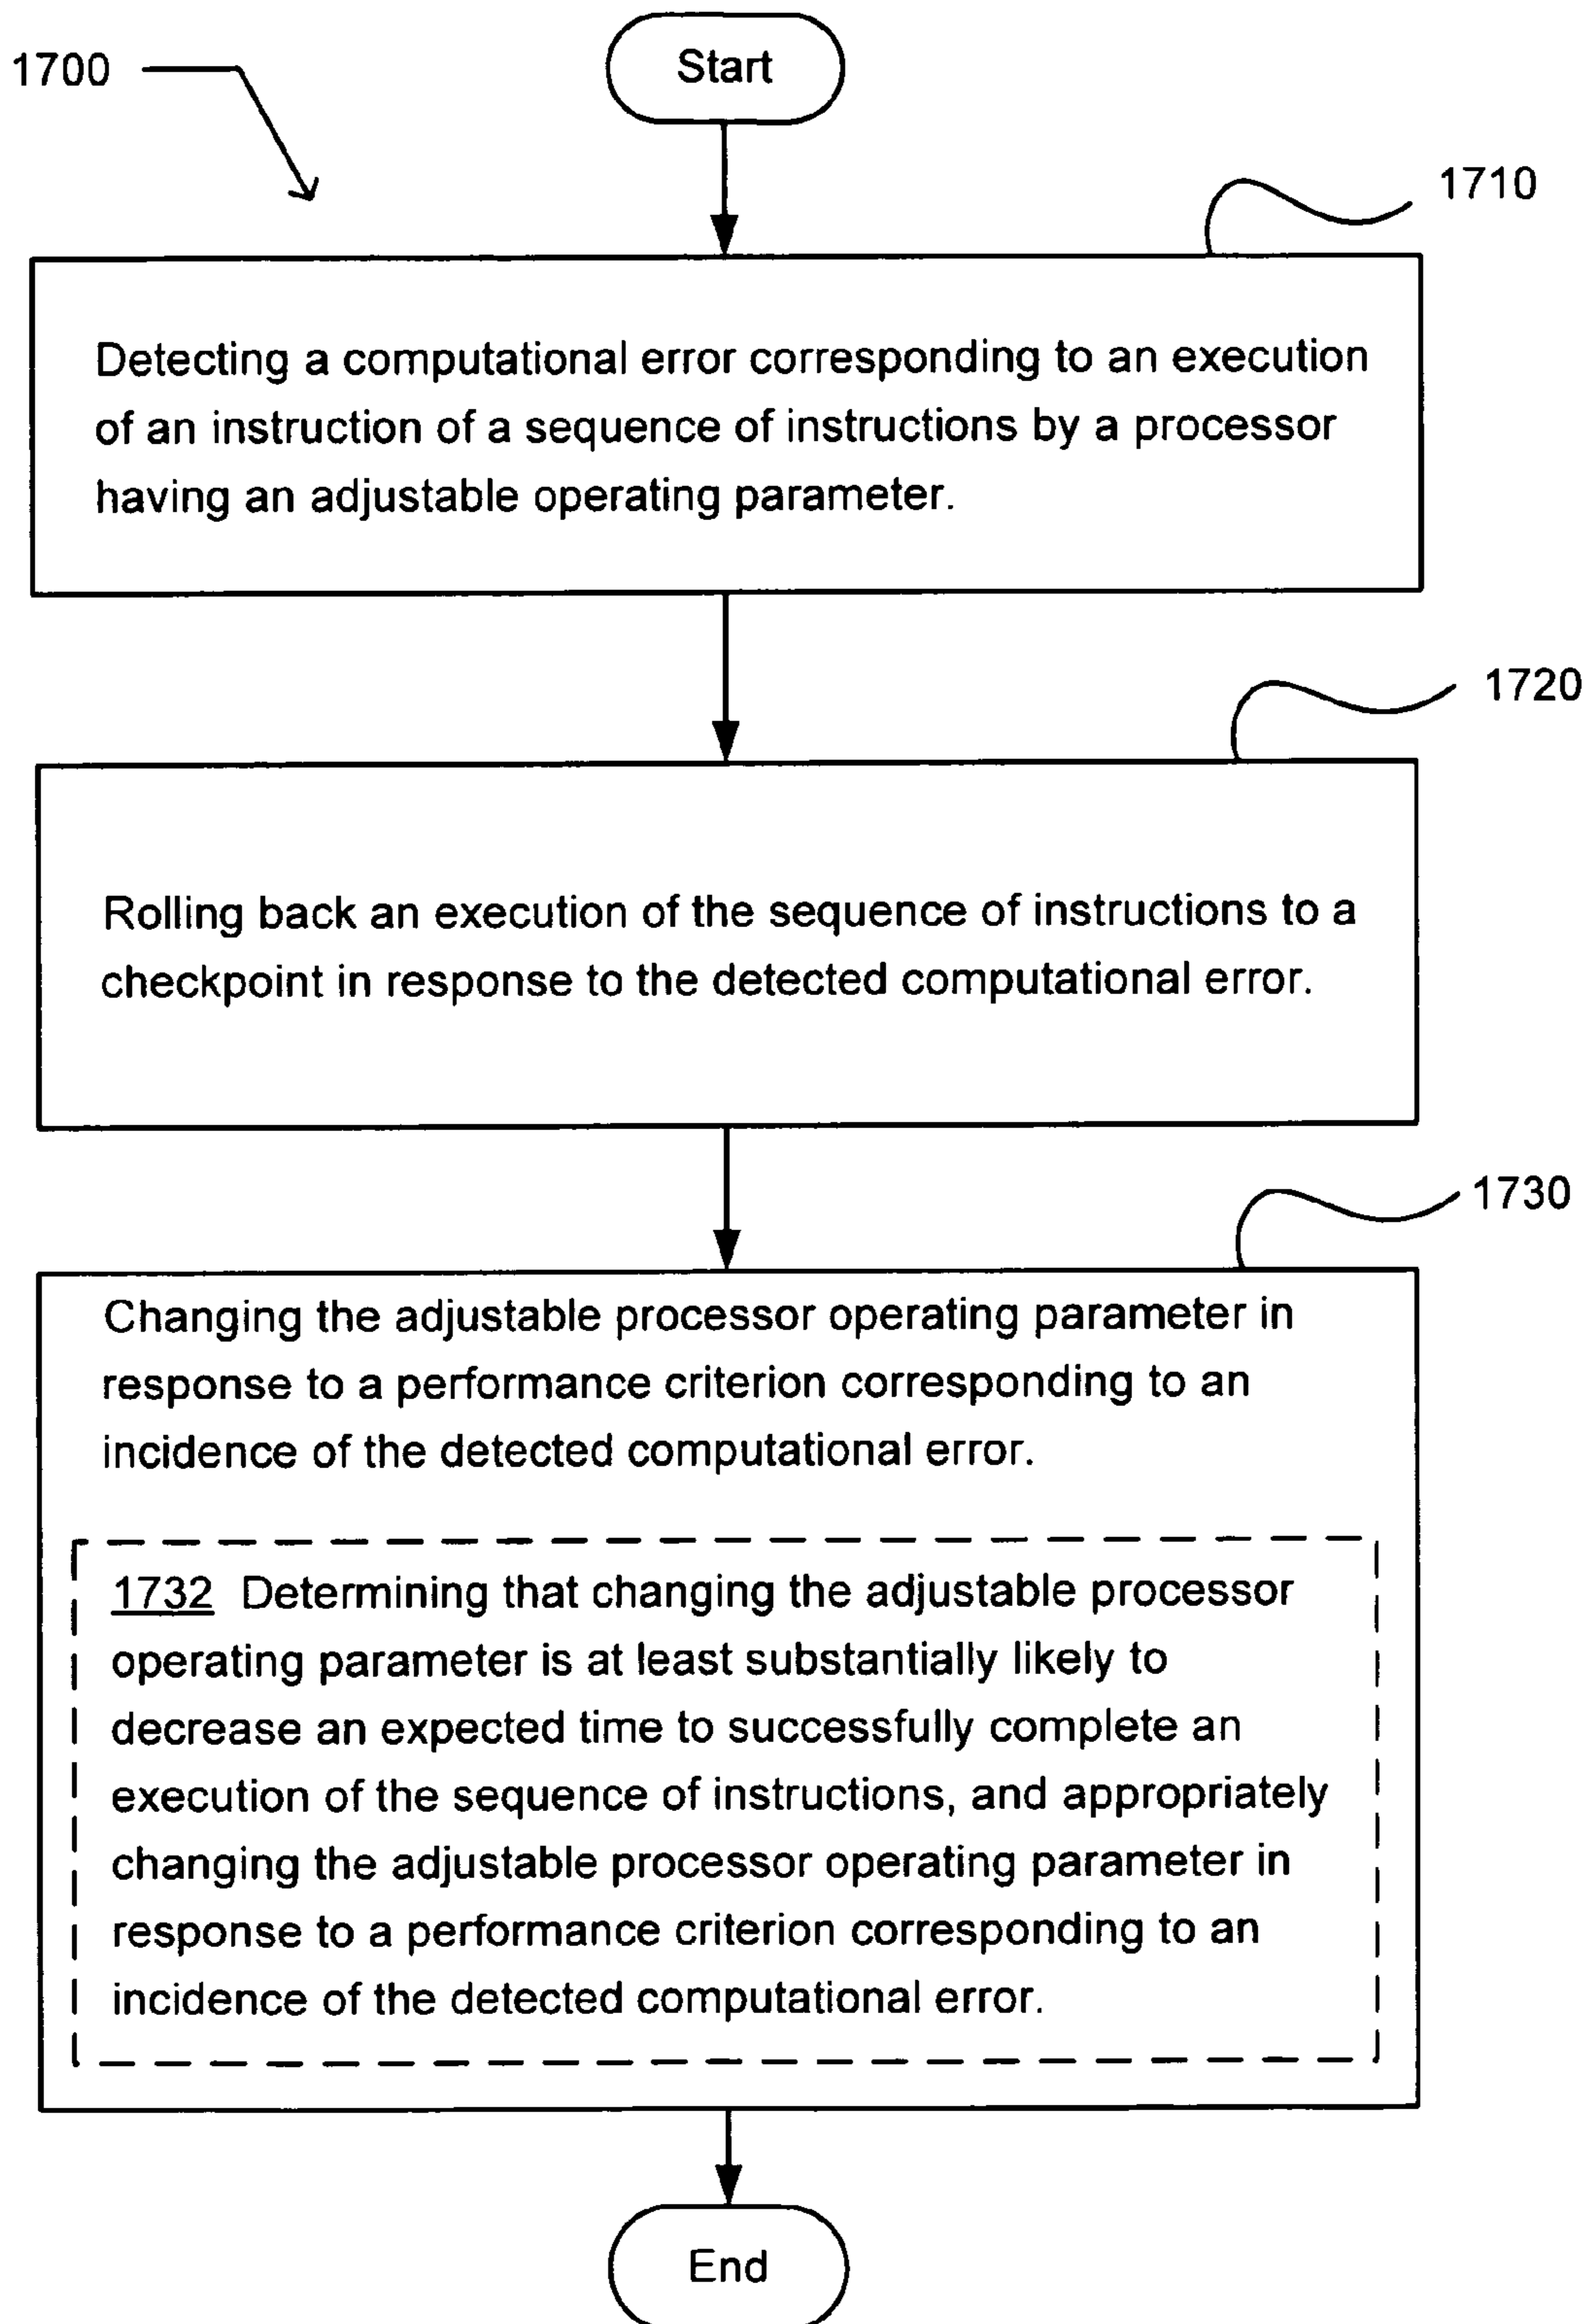 1700
Start
1710
Detecting a computational error corresponding to an execution
of an instruction of a sequence of instructions by a processor
having an adjustable operating parameter.
1720
Rolling back an execution of the sequence of instructions to a
checkpoint in response to the detected computational error.
1730
Changing the adjustable processor operating parameter in
response to a performance criterion corresponding to an
incidence of the detected computational error.
1732 Determining that changing the adjustable processor
operating parameter is at least substantially likely to
decrease an expected time to successfully complete an
execution of the sequence of instructions, and appropriately
changing the adjustable processor operating parameter in
response to a performance criterion corresponding to an
incidence of the detected computational error.
End